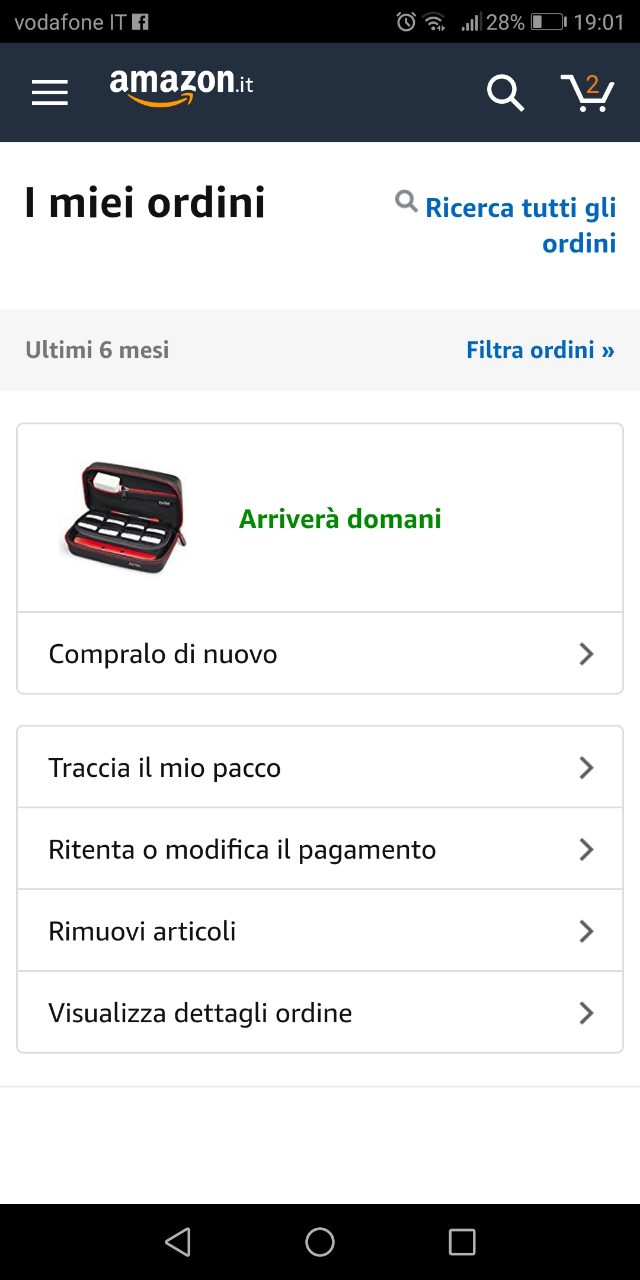 vodafone IT
28%
19:01
amazon.it
2
I miei ordini
Ricerca tutti gli
ordini
Ultimi 6 mesi
Filtra ordini »
Arriverà domani
Compralo di nuovo
Traccia il mio pacco
Ritenta o modifica il pagamento
Rimuovi articoli
Visualizza dettagli ordine